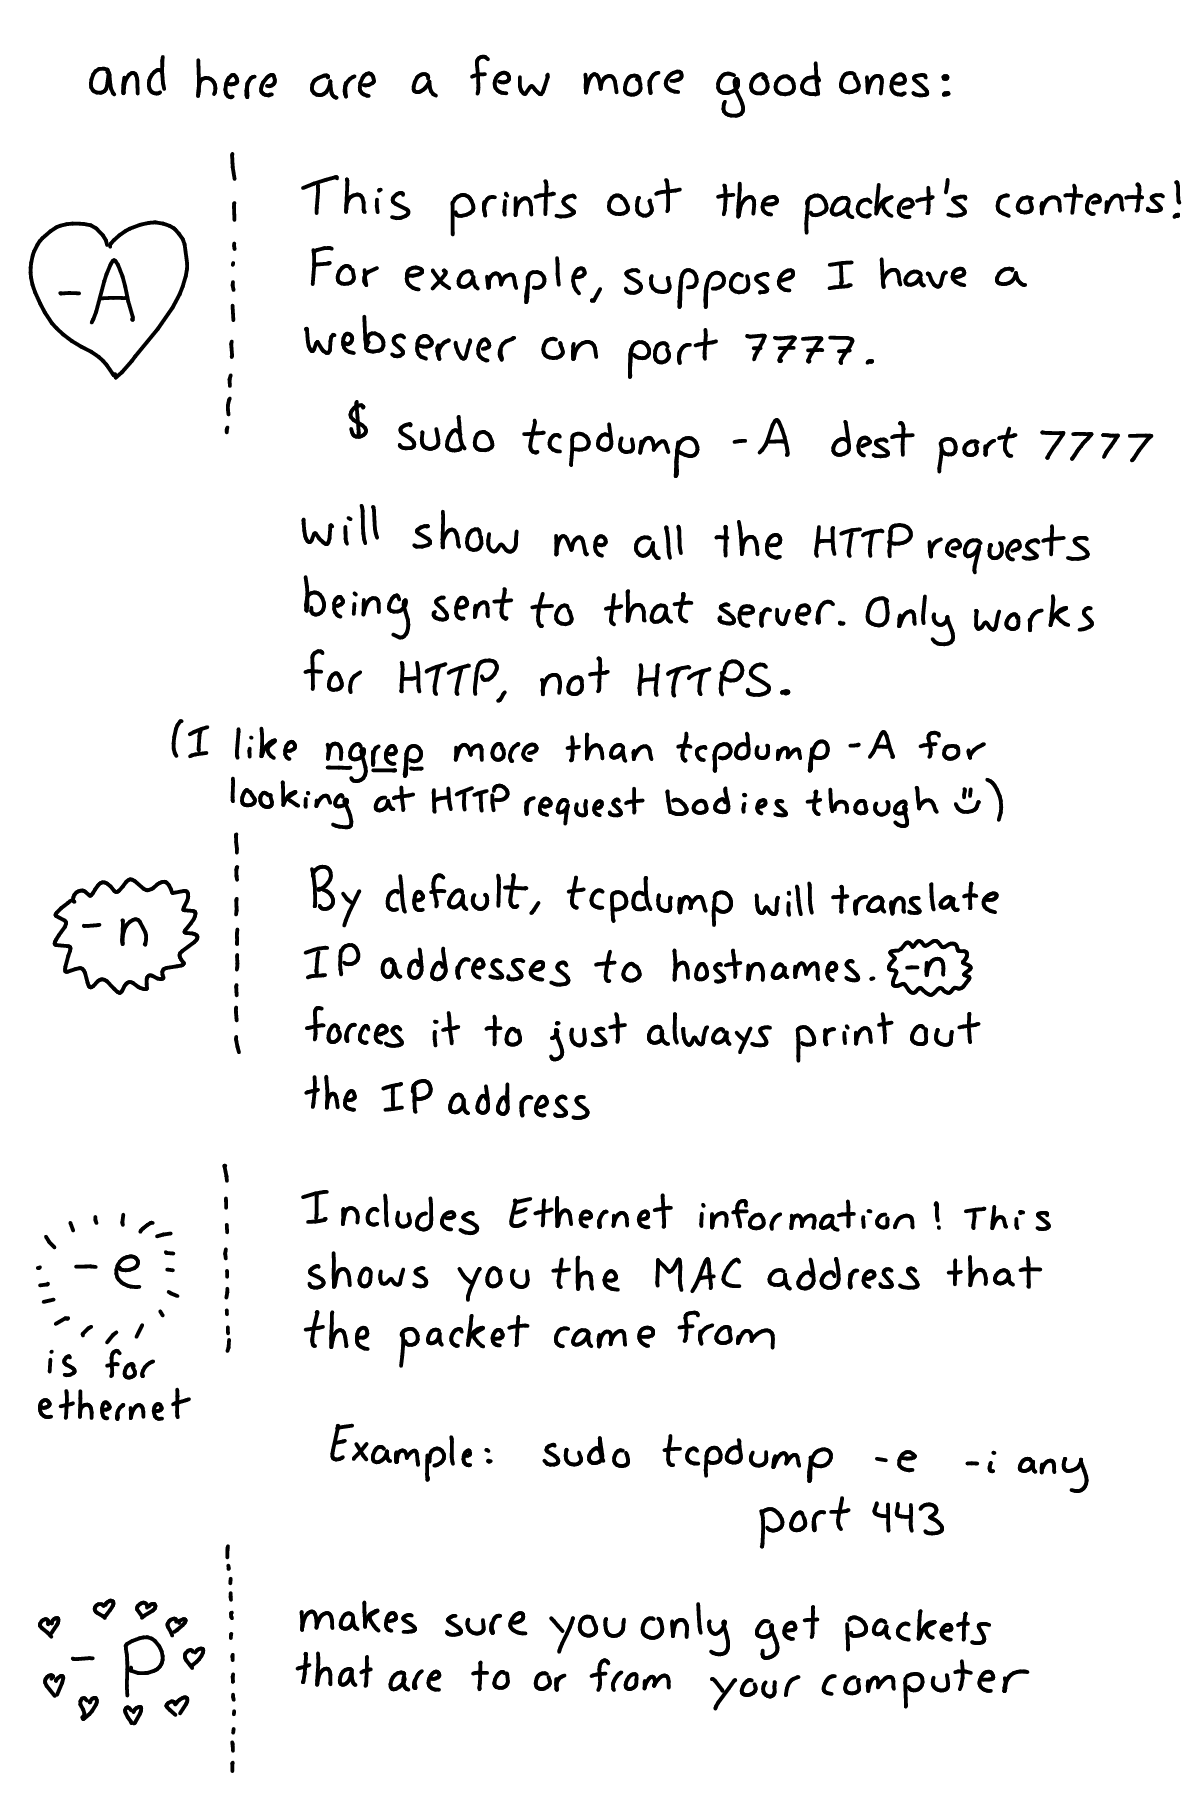 and here are a few more good ones:
-A
This prints out the packet's contents!
For example, suppose I have a
webserver on port 7777.
$ sudo tcpdump -A dest port 7777
will show me all the HTTP requests
being sent to that server. Only works
for HTTP, not HTTPS.
(I like ngrep more than tcpdump -A for
looking at HTTP request bodies though ü)
-n
By default, tcpdump will translate
IP addresses to hostnames. -n
forces it to just always print out
the IP address
-e
is for
ethernet
Includes Ethernet information! This
shows you the MAC address that
the packet came from
Example: sudo tcpdump -e -i any
port 443
-p
makes sure you only get packets
that are to or from your computer